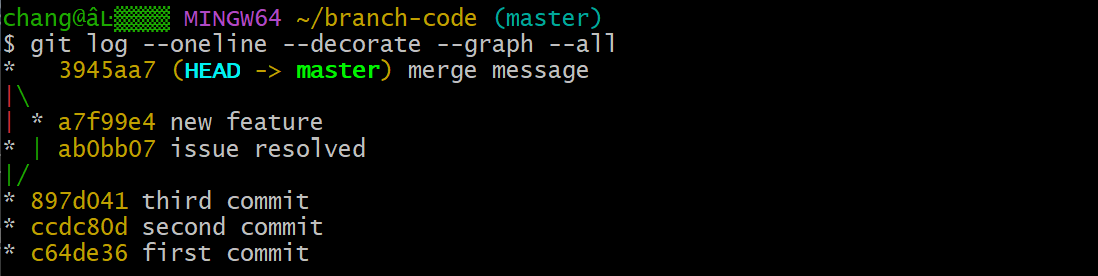 chang@âL▒▒▒▒ MINGW64 ~/branch-code (master)
$ git log --oneline --decorate --graph --all
*   3945aa7 (HEAD -> master) merge message
|\
| * a7f99e4 new feature
* | ab0bb07 issue resolved
|/
* 897d041 third commit
* ccdc80d second commit
* c64de36 first commit